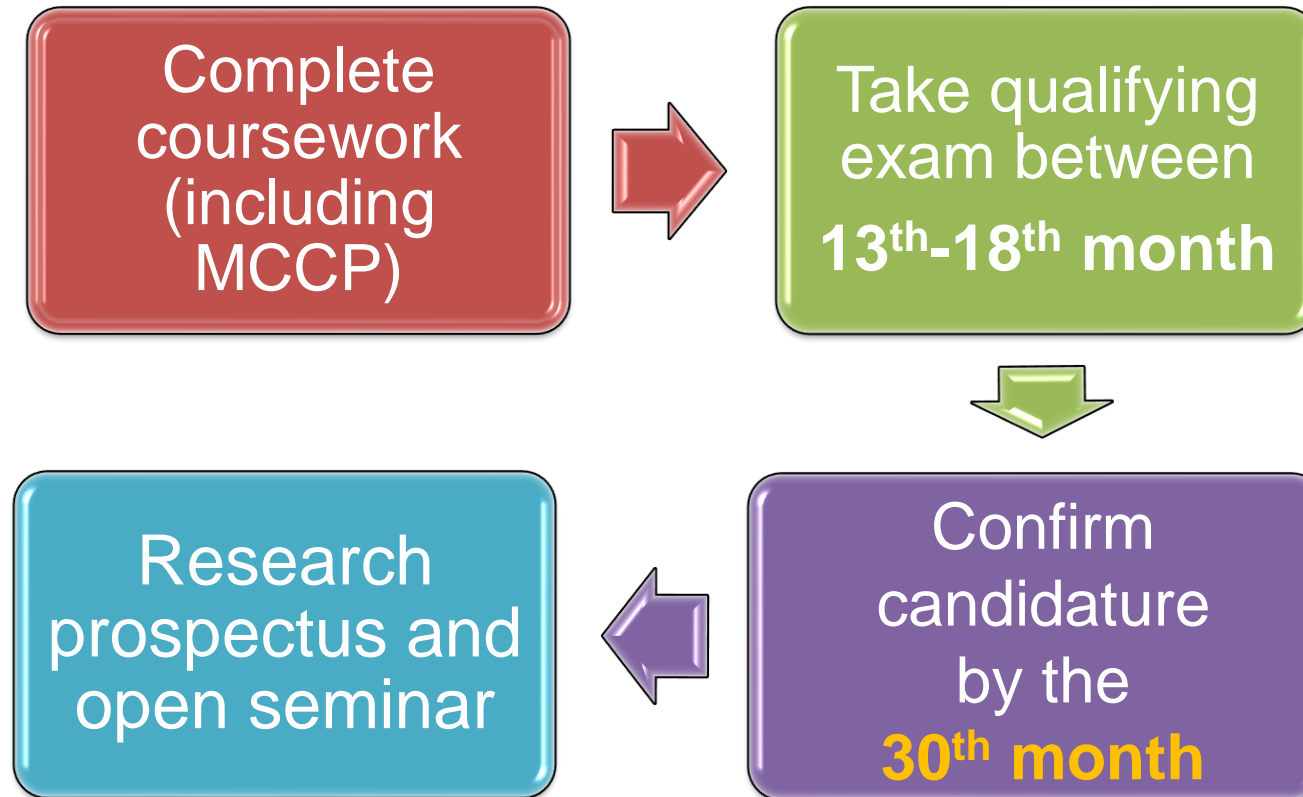 Complete
coursework
(including
MCCP)
Take qualifying
exam between
13th-18th month
Confirm
candidature
by the
30th month
Research
prospectus and
open seminar